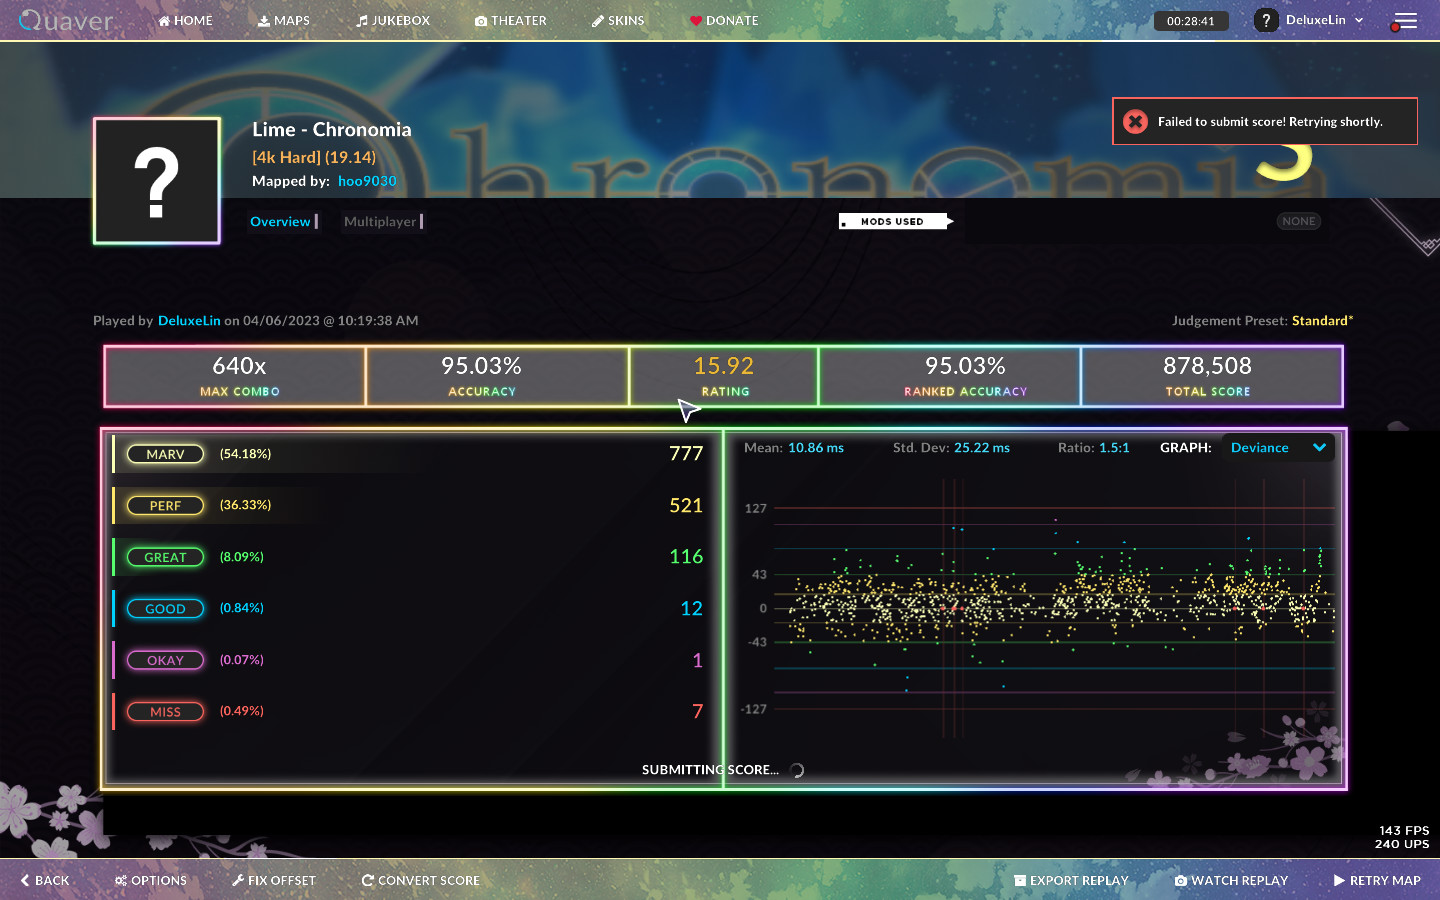 Quaver
HOME
MAPS
JUKEBOX
THEATER
SKINS
DONATE
00:28:41
?
DeluxeLin
Chronomia
Lime - Chronomia
[4k Hard] (19.14)
Mapped by: hoo9030
?
Failed to submit score! Retrying shortly.
Overview
Multiplayer
MODS USED
NONE
Played by DeluxeLin on 04/06/2023 @ 10:19:38 AM
Judgement Preset: Standard*
640x
MAX COMBO
95.03%
ACCURACY
15.92
RATING
95.03%
RANKED ACCURACY
878,508
TOTAL SCORE
MARV (54.18%) 777
PERF (36.33%) 521
GREAT (8.09%) 116
GOOD (0.84%) 12
OKAY (0.07%) 1
MISS (0.49%) 7
Mean: 10.86 ms
Std. Dev: 25.22 ms
Ratio: 1.5:1
GRAPH: Deviance
127
43
0
-43
-127
SUBMITTING SCORE...
143 FPS
240 UPS
BACK
OPTIONS
FIX OFFSET
CONVERT SCORE
EXPORT REPLAY
WATCH REPLAY
RETRY MAP